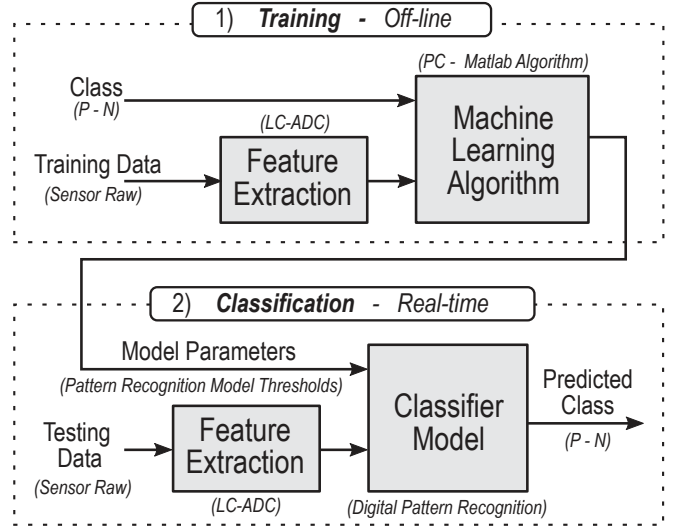 1) Training - Off-line
(PC - Matlab Algorithm)
Class
(P - N)
(LC-ADC)
Machine
Learning
Algorithm
Feature
Extraction
Training Data
(Sensor Raw)
2) Classification - Real-time
Model Parameters
(Pattern Recognition Model Thresholds)
Classifier
Model
Predicted
Class
(P - N)
Testing
Data
(Sensor Raw)
Feature
Extraction
(LC-ADC)
(Digital Pattern Recognition)